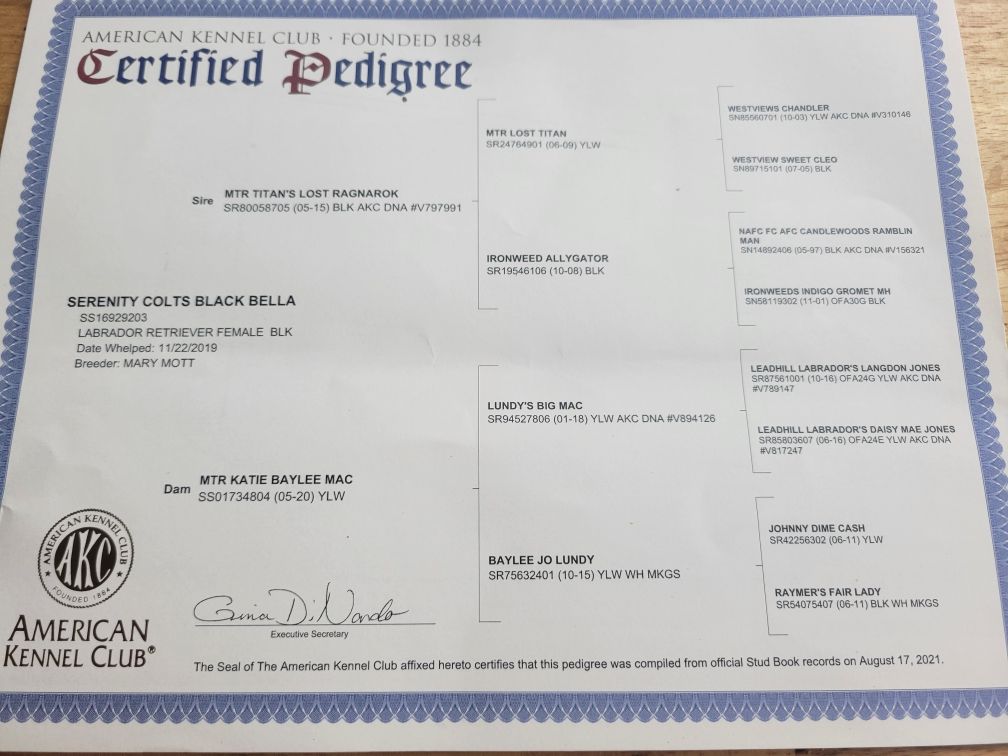 AMERICAN KENNEL CLUB · FOUNDED 1884
Certified Pedigree
WESTVIEWS CHANDLER
SN85560701 (10-03) YLW AKC DNA #V310146
MTR LOST TITAN
SR24764901 (06-09) YLW
WESTVIEW SWEET CLEO
SN89715101 (07-05) BLK
Sire
MTR TITAN'S LOST RAGNAROK
SR80058705 (05-15) BLK AKC DNA #V797991
NAFC FC AFC CANDLEWOODS RAMBLIN
MAN
SN14892406 (05-97) BLK AKC DNA #V156321
IRONWEED ALLYGATOR
SR19546106 (10-08) BLK
IRONWEEDS INDIGO GROMET MH
SN58119302 (11-01) OFA30G BLK
SERENITY COLTS BLACK BELLA
SS16929203
LABRADOR RETRIEVER FEMALE BLK
Date Whelped: 11/22/2019
Breeder: MARY MOTT
LEADHILL LABRADOR'S LANGDON JONES
SR87561001 (10-16) OFA24G YLW AKC DNA
#V789147
LUNDY'S BIG MAC
SR94527806 (01-18) YLW AKC DNA #V894126
LEADHILL LABRADOR'S DAISY MAE JONES
SR85803607 (06-16) OFA24E YLW AKC DNA
#V817247
Dam
MTR KATIE BAYLEE MAC
SS01734804 (05-20) YLW
JOHNNY DIME CASH
SR42256302 (06-11) YLW
BAYLEE JO LUNDY
SR75632401 (10-15) YLW WH MKGS
RAYMER'S FAIR LADY
SR54075407 (06-11) BLK WH MKGS
AMERICAN KENNEL CLUB
AKC
FOUNDED 1884
AMERICAN
KENNEL CLUB®
Gina DiNardo
Executive Secretary
The Seal of The American Kennel Club affixed hereto certifies that this pedigree was compiled from official Stud Book records on August 17, 2021.